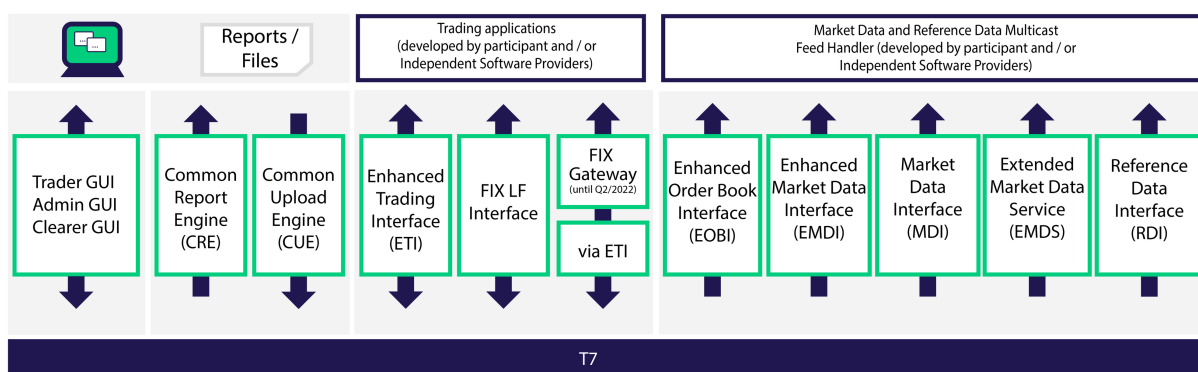 Reports /
Files
Trading applications
(developed by participant and / or
Independent Software Providers)
Market Data and Reference Data Multicast
Feed Handler (developed by participant and / or
Independent Software Providers)
Trader GUI
Admin GUI
Clearer GUI
Common
Report
Engine
(CRE)
Common
Upload
Engine
(CUE)
Enhanced
Trading
Interface
(ETI)
FIX LF
Interface
FIX
Gateway
(until Q2/2022)
via ETI
Enhanced
Order Book
Interface
(EOBI)
Enhanced
Market Data
Interface
(EMDI)
Market
Data
Interface
(MDI)
Extended
Market Data
Service
(EMDS)
Reference
Data
Interface
(RDI)
T7